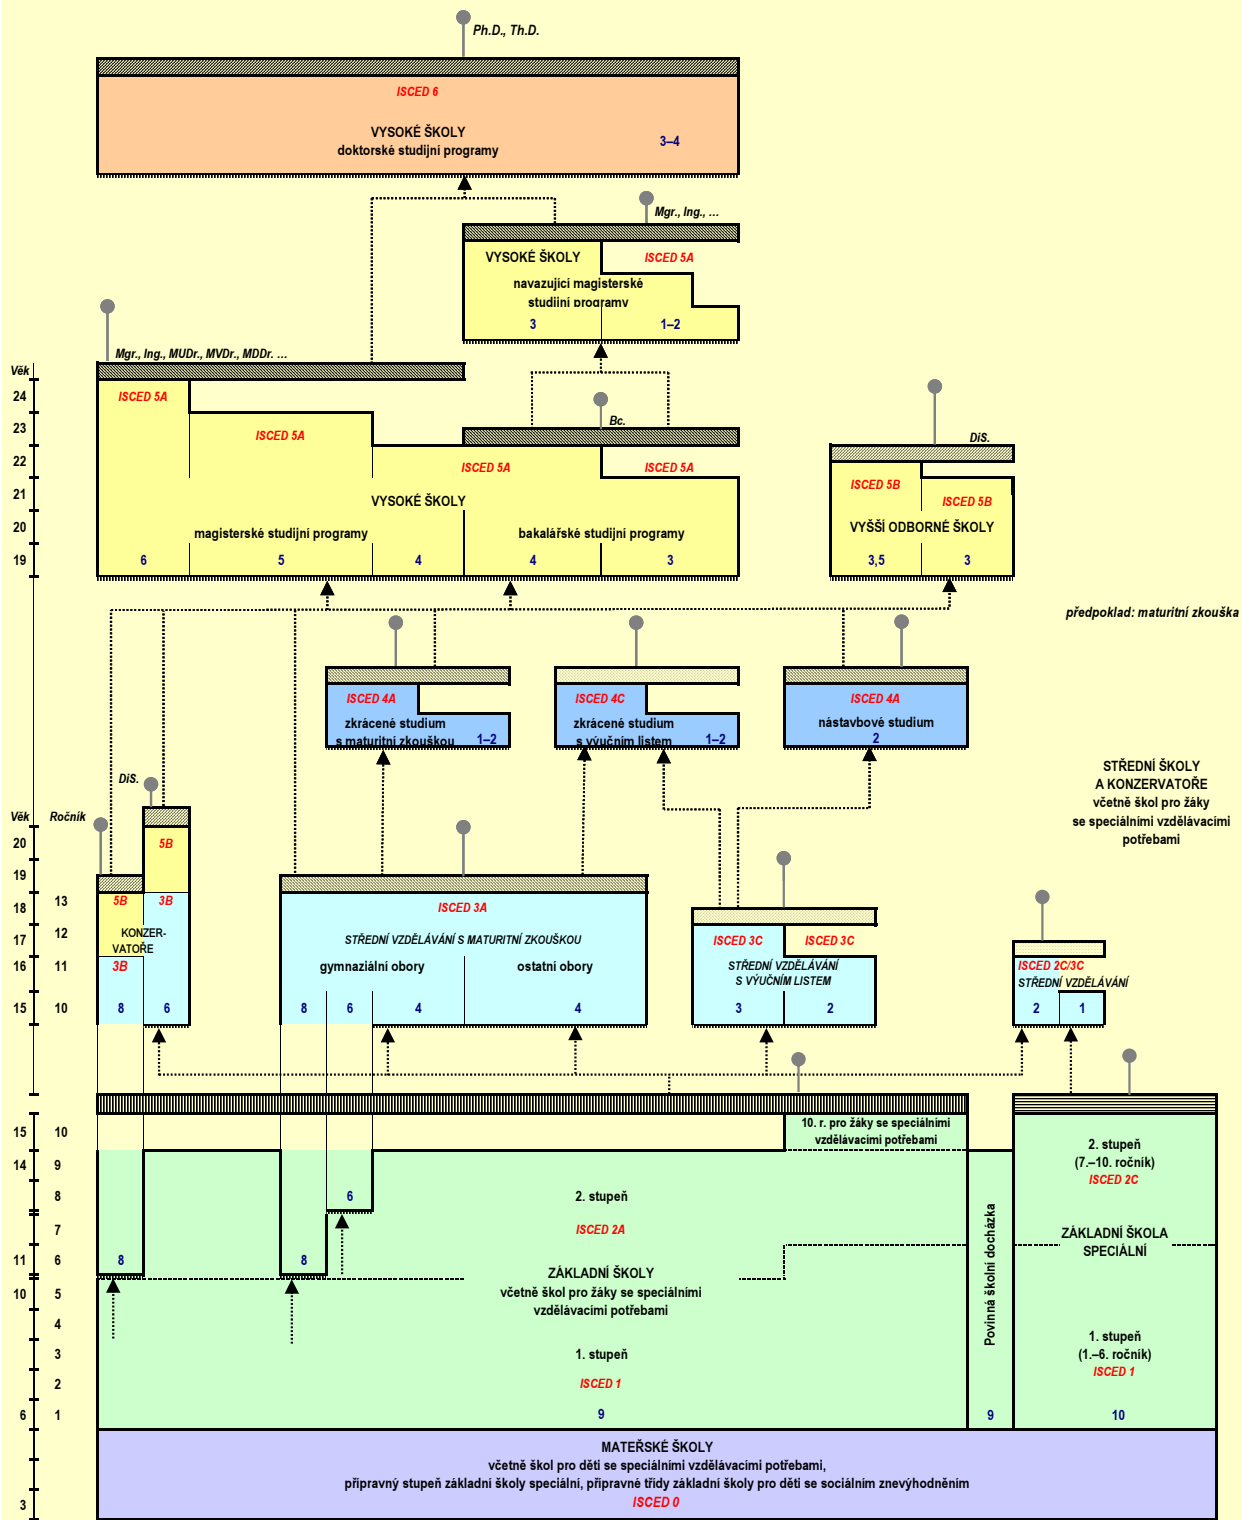 Ph.D., Th.D.
ISCED 6
VYSOKÉ ŠKOLY
doktorské studijní programy
3–4
Mgr., Ing., ...
VYSOKÉ ŠKOLY
ISCED 5A
navazující magisterské
studijní programy
3
1–2
Mgr., Ing., MUDr., MVDr., MDDr. ...
Věk
24
ISCED 5A
23
ISCED 5A
Bc.
DiS.
22
ISCED 5A
ISCED 5A
ISCED 5B
21
VYSOKÉ ŠKOLY
ISCED 5B
20
magisterské studijní programy
bakalářské studijní programy
VYŠŠÍ ODBORNÉ ŠKOLY
19
6
5
4
4
3
3,5
3
předpoklad: maturitní zkouška
ISCED 4A
zkrácené studium
s maturitní zkouškou
1–2
ISCED 4C
zkrácené studium
s výučním listem
1–2
ISCED 4A
nástavbové studium
2
STŘEDNÍ ŠKOLY
A KONZERVATOŘE
včetně škol pro žáky
se speciálními vzdělávacími
potřebami
DiS.
Věk
Ročník
20
5B
19
18
13
5B
3B
ISCED 3A
17
12
KONZER-
VATOŘE
STŘEDNÍ VZDĚLÁVÁNÍ S MATURITNÍ ZKOUŠKOU
ISCED 3C
ISCED 3C
16
11
3B
gymnaziální obory
ostatní obory
STŘEDNÍ VZDĚLÁVÁNÍ
S VÝUČNÍM LISTEM
ISCED 2C/3C
STŘEDNÍ VZDĚLÁVÁNÍ
15
10
8
6
8
6
4
4
3
2
2
1
15
10
10. r. pro žáky se speciálními
vzdělávacími potřebami
14
9
2. stupeň
(7.–10. ročník)
ISCED 2C
8
6
2. stupeň
7
ISCED 2A
ZÁKLADNÍ ŠKOLA
SPECIÁLNÍ
11
6
8
8
ZÁKLADNÍ ŠKOLY
včetně škol pro žáky se speciálními
vzdělávacími potřebami
Povinná školní docházka
10
5
4
3
1. stupeň
1. stupeň
(1.–6. ročník)
ISCED 1
2
ISCED 1
6
1
9
9
10
MATEŘSKÉ ŠKOLY
včetně škol pro děti se speciálními vzdělávacími potřebami,
přípravný stupeň základní školy speciální, přípravné třídy základní školy pro děti se sociálním znevýhodněním
3
ISCED 0